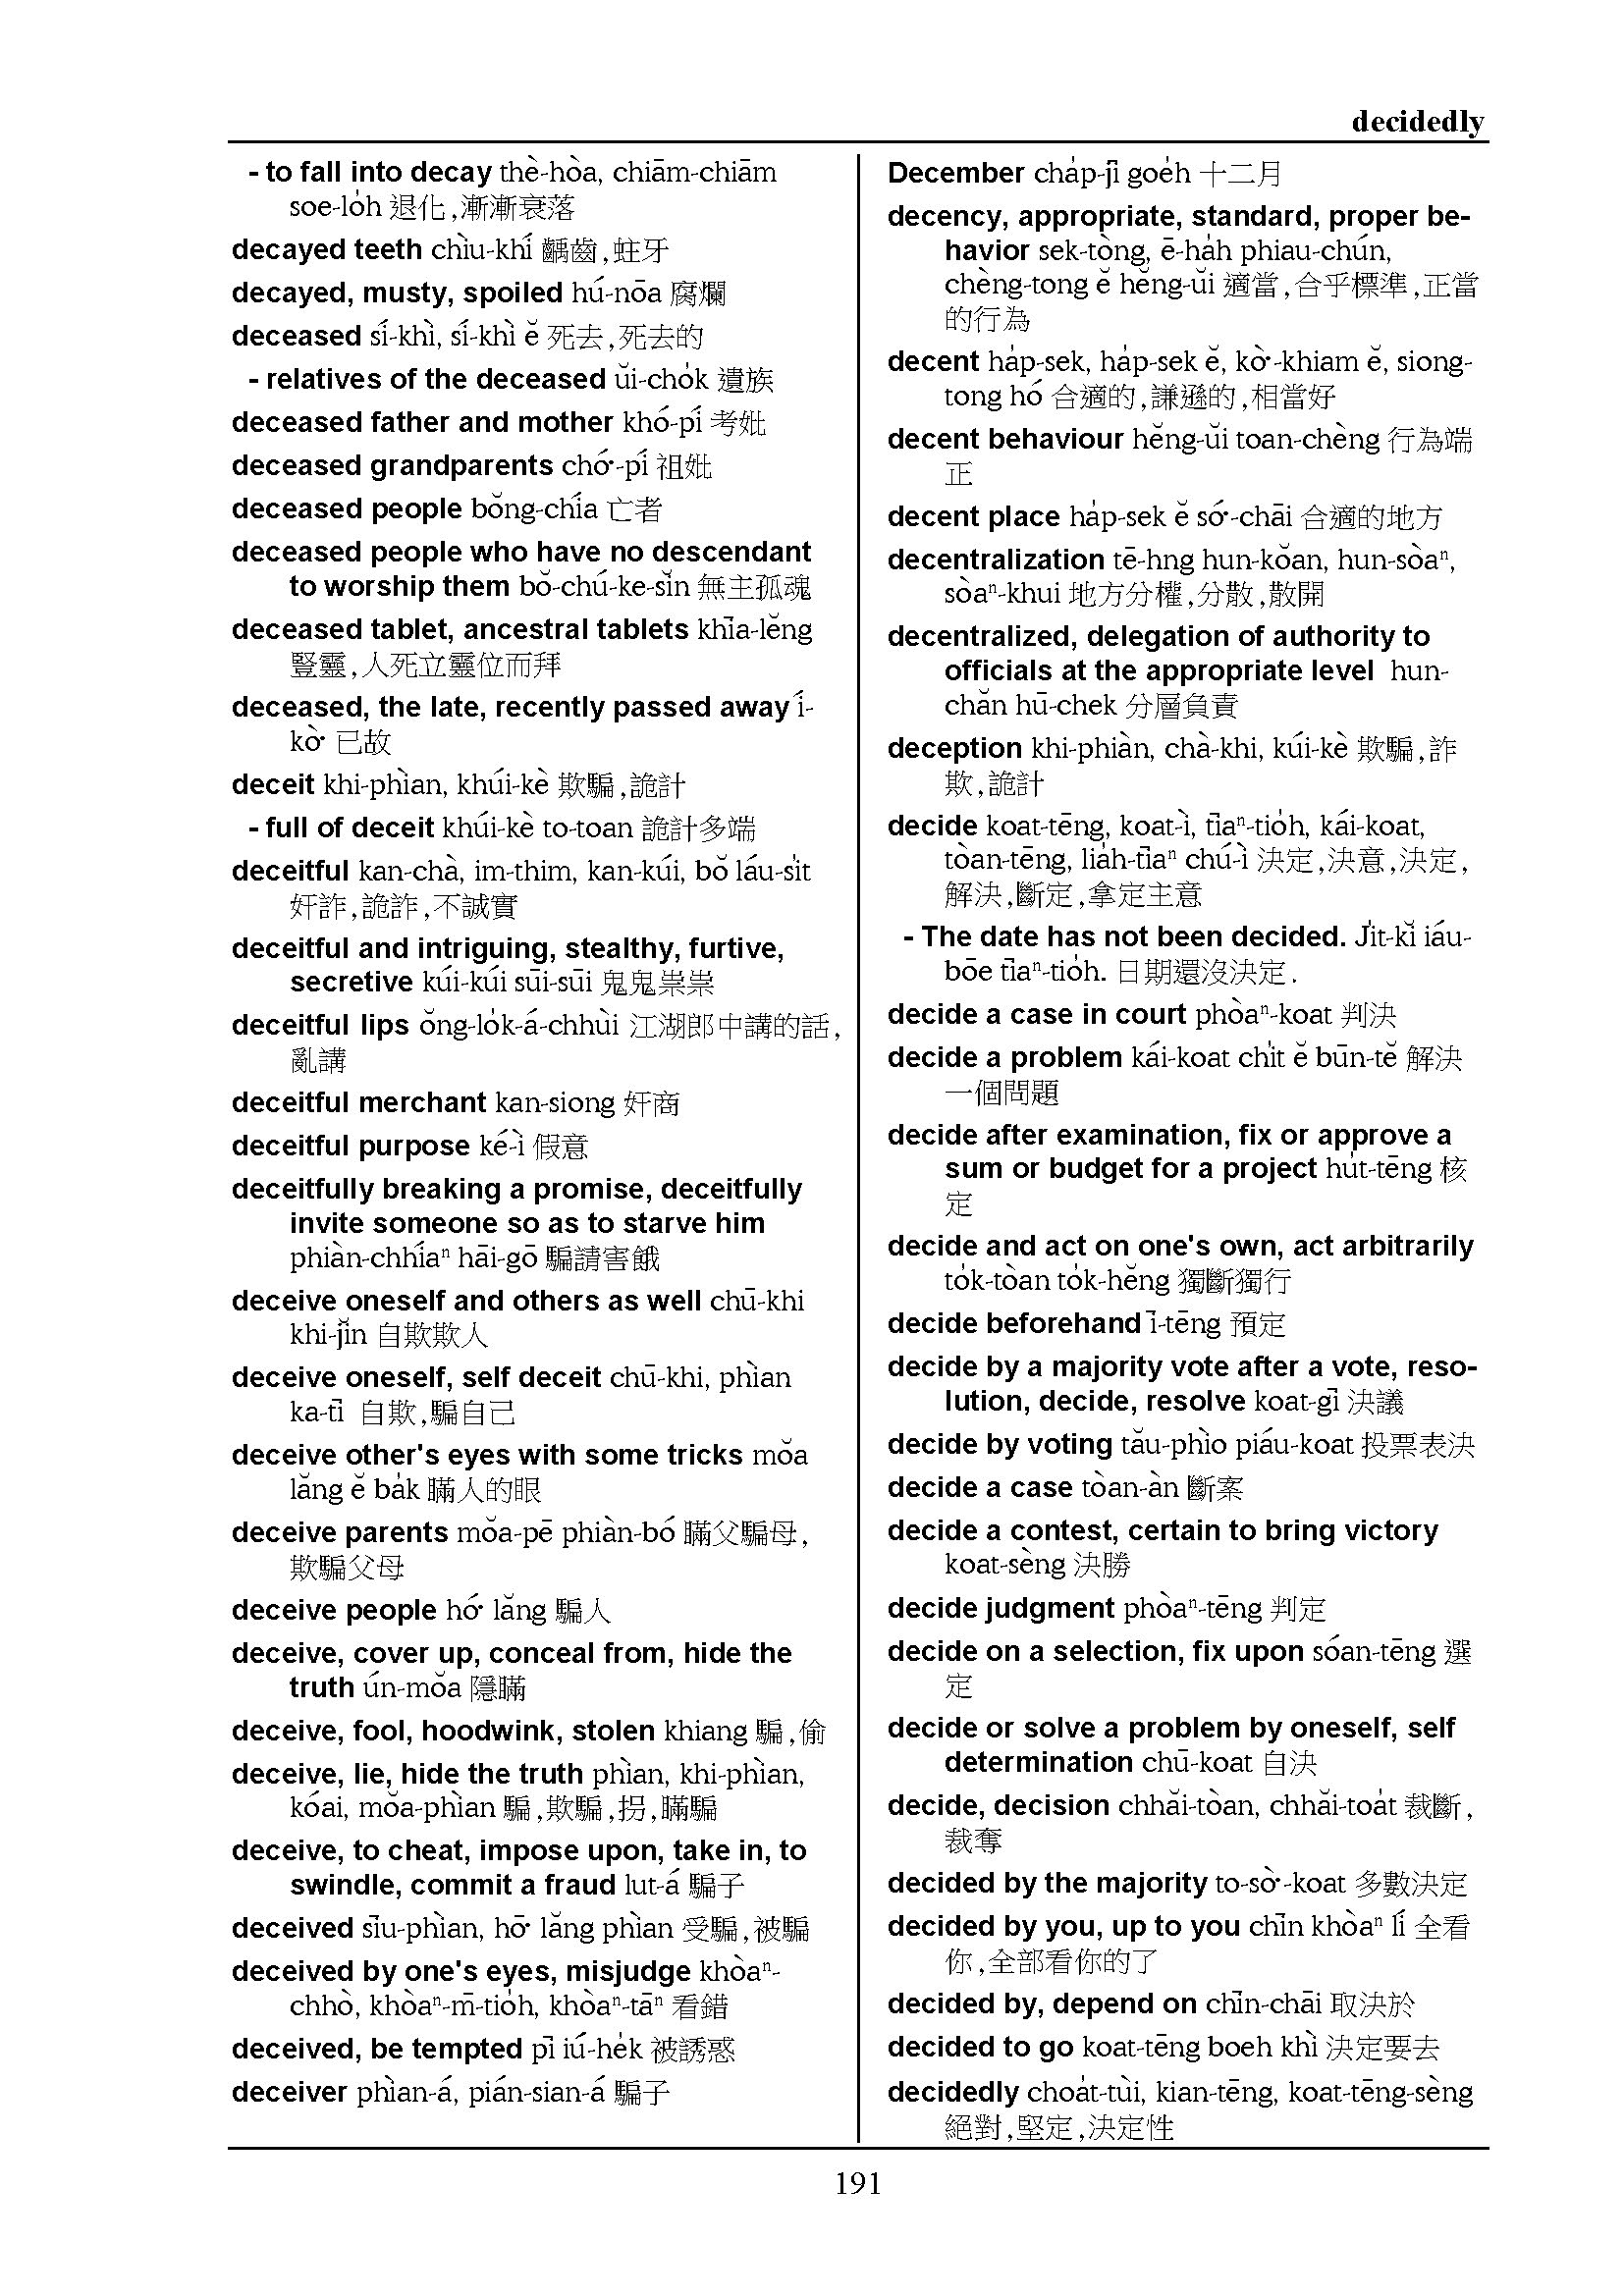 decidedly
- to fall into decay thè-hòa, chiām-chiām
soe-lo̍h 退化,漸漸衰落
decayed teeth chìu-khí 齲齒,蛀牙
decayed, musty, spoiled hú-nōa 腐爛
deceased sí-khì, sí-khì ĕ 死去,死去的
- relatives of the deceased ŭi-cho̍k 遺族
deceased father and mother khó-pí 考妣
deceased grandparents chó͘-pí 祖妣
deceased people bŏng-chía 亡者
deceased people who have no descendant
to worship them bŏ-chú-ke-sĭn 無主孤魂
deceased tablet, ancestral tablets khīa-lĕng
豎靈,人死立靈位而拜
deceased, the late, recently passed away í-
kò͘ 已故
deceit khi-phìan, khúi-kè 欺騙,詭計
- full of deceit khúi-kè to-toan 詭計多端
deceitful kan-chà, im-thim, kan-kúi, bŏ láu-si̍t
奸詐,詭詐,不誠實
deceitful and intriguing, stealthy, furtive,
secretive kúi-kúi sūi-sūi 鬼鬼祟祟
deceitful lips ŏng-lo̍k-á-chhùi 江湖郎中講的話,
亂講
deceitful merchant kan-siong 奸商
deceitful purpose ké-ì 假意
deceitfully breaking a promise, deceitfully
invite someone so as to starve him
phiàn-chhíaⁿ hāi-gō 騙請害餓
deceive oneself and others as well chū-khi
khi-jĭn 自欺欺人
deceive oneself, self deceit chū-khi, phìan
ka-tī 自欺,騙自己
deceive other's eyes with some tricks mŏa
lăng ĕ ba̍k 瞞人的眼
deceive parents mŏa-pē phiàn-bó 瞞父騙母,
欺騙父母
deceive people hó͘ lăng 騙人
deceive, cover up, conceal from, hide the
truth ún-mŏa 隱瞞
deceive, fool, hoodwink, stolen khiang 騙,偷
deceive, lie, hide the truth phìan, khi-phìan,
kóai, mŏa-phìan 騙,欺騙,拐,瞞騙
deceive, to cheat, impose upon, take in, to
swindle, commit a fraud lut-á 騙子
deceived sīu-phìan, hō͘ lăng phìan 受騙,被騙
deceived by one's eyes, misjudge khòaⁿ-
chhò, khòaⁿ-m̄-tio̍h, khòaⁿ-tāⁿ 看錯
deceived, be tempted pī iú-he̍k 被誘惑
deceiver phìan-á, pián-sian-á 騙子
December cha̍p-jī goe̍h 十二月
decency, appropriate, standard, proper be-
havior sek-tòng, ē-ha̍h phiau-chún,
chèng-tong ĕ hĕng-ŭi 適當,合乎標準,正當
的行為
decent ha̍p-sek, ha̍p-sek ĕ, kò͘-khiam ĕ, siong-
tong hó 合適的,謙遜的,相當好
decent behaviour hĕng-ŭi toan-chèng 行為端
正
decent place ha̍p-sek ĕ só͘-chāi 合適的地方
decentralization tē-hng hun-kŏan, hun-sòaⁿ,
sòaⁿ-khui 地方分權,分散,散開
decentralized, delegation of authority to
officials at the appropriate level hun-
chăn hū-chek 分層負責
deception khi-phiàn, chà-khi, kúi-kè 欺騙,詐
欺,詭計
decide koat-tēng, koat-ì, tīaⁿ-tio̍h, kái-koat,
tòan-tēng, lia̍h-tīaⁿ chú-ì 決定,決意,決定,
解決,斷定,拿定主意
- The date has not been decided. Ji̍t-kĭ iáu-
bōe tīaⁿ-tio̍h. 日期還沒決定.
decide a case in court phòaⁿ-koat 判決
decide a problem kái-koat chi̍t ĕ būn-tĕ 解決
一個問題
decide after examination, fix or approve a
sum or budget for a project hu̍t-tēng 核
定
decide and act on one's own, act arbitrarily
to̍k-tòan to̍k-hĕng 獨斷獨行
decide beforehand ī-tēng 預定
decide by a majority vote after a vote, reso-
lution, decide, resolve koat-gī 決議
decide by voting tău-phìo piáu-koat 投票表決
decide a case tòan-àn 斷案
decide a contest, certain to bring victory
koat-sèng 決勝
decide judgment phòaⁿ-tēng 判定
decide on a selection, fix upon sóan-tēng 選
定
decide or solve a problem by oneself, self
determination chū-koat 自決
decide, decision chhăi-tòan, chhăi-toa̍t 裁斷,
裁奪
decided by the majority to-sò͘-koat 多數決定
decided by you, up to you chīn khòaⁿ lí 全看
你,全部看你的了
decided by, depend on chīn-chāi 取決於
decided to go koat-tēng boeh khì 決定要去
decidedly choa̍t-tùi, kian-tēng, koat-tēng-sèng
絕對,堅定,決定性
191